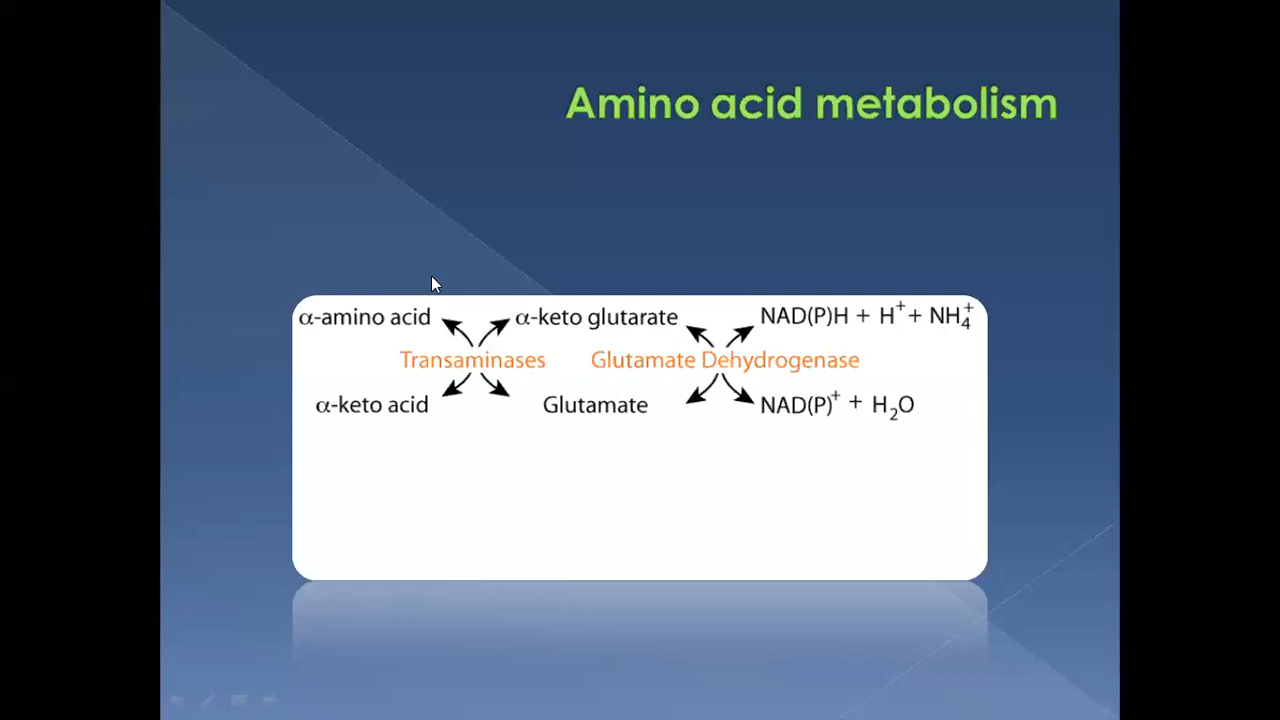 Amino acid metabolism
α-amino acid α-keto glutarate NAD(P)H + H⁺ + NH₄⁺
Transaminases Glutamate Dehydrogenase
α-keto acid Glutamate NAD(P)⁺ + H₂O